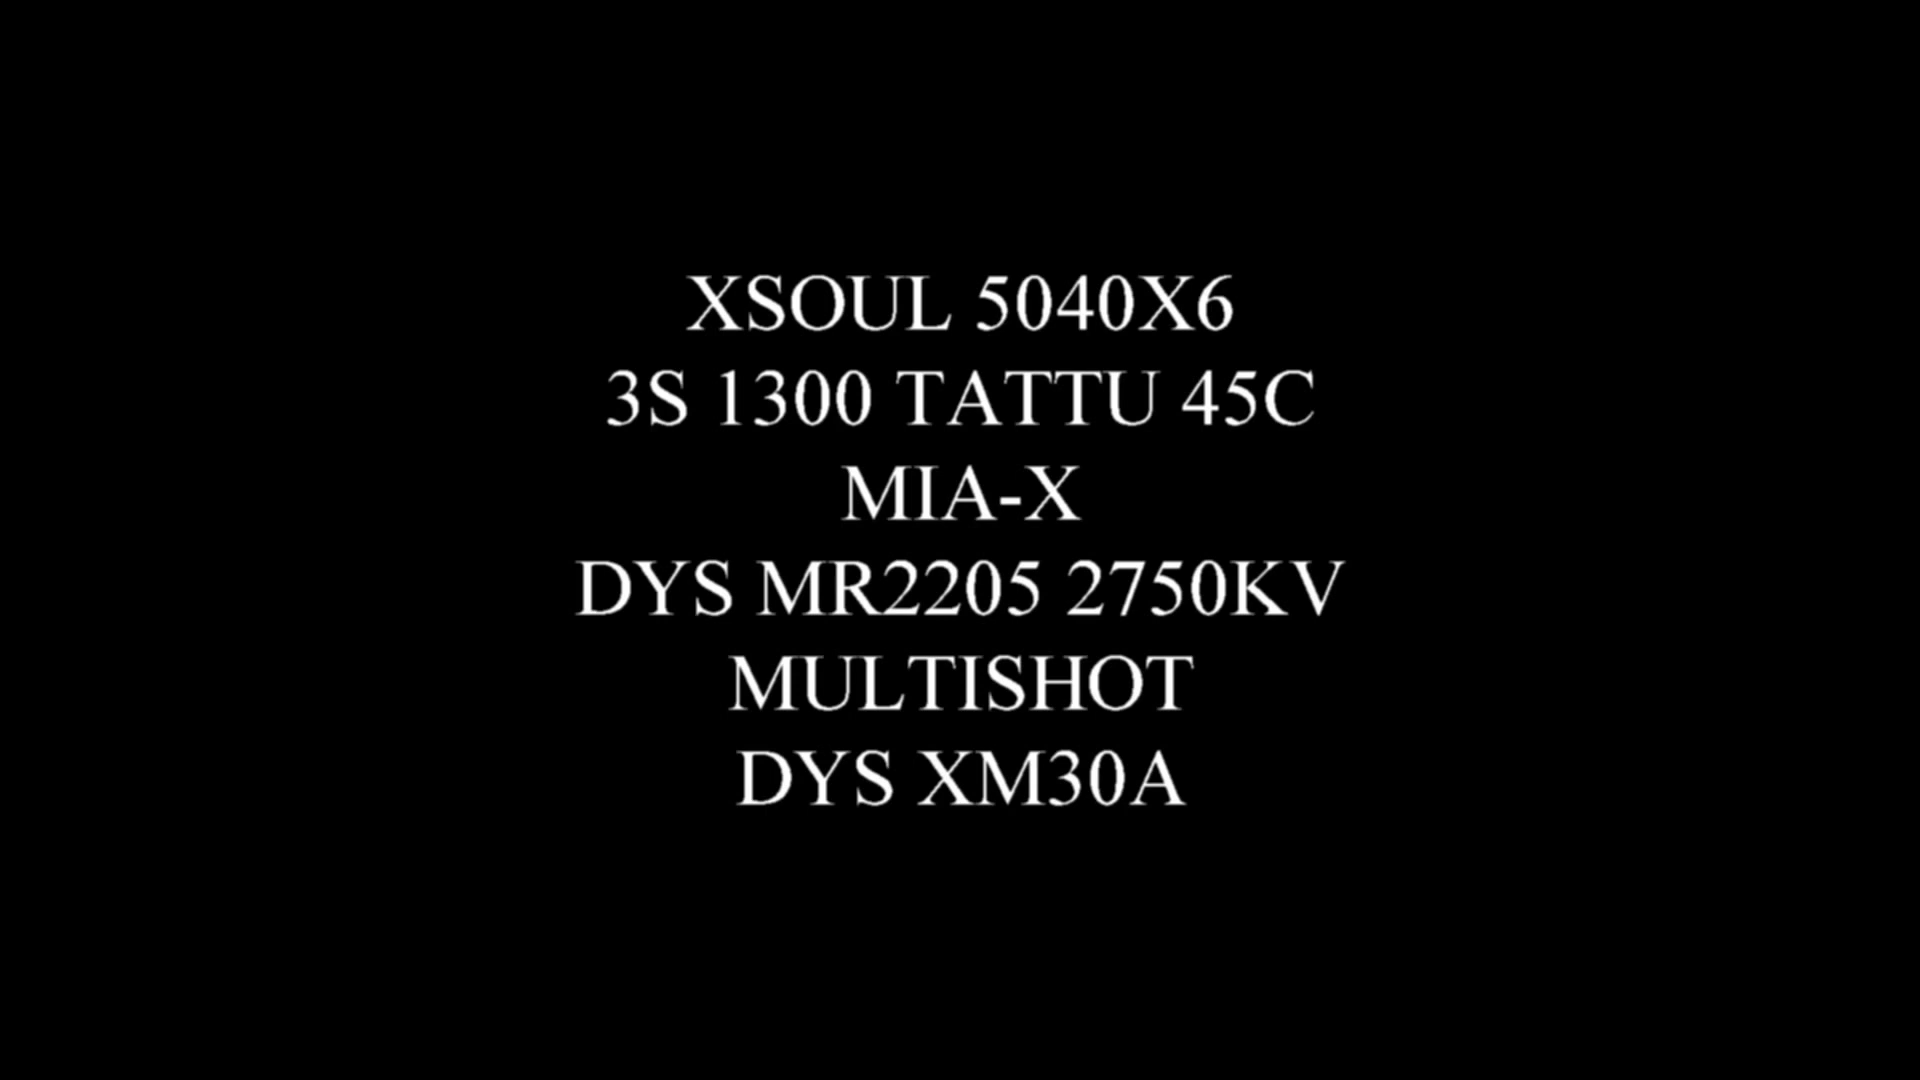 XSOUL 5040X6
3S 1300 TATTU 45C
MIA-X
DYS MR2205 2750KV
MULTISHOT
DYS XM30A